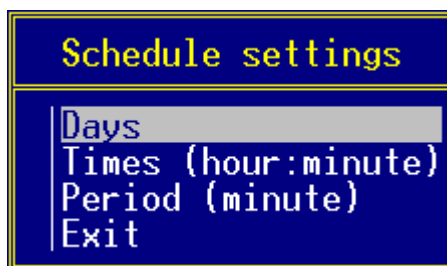 Schedule settings
Days
Times (hour:minute)
Period (minute)
Exit